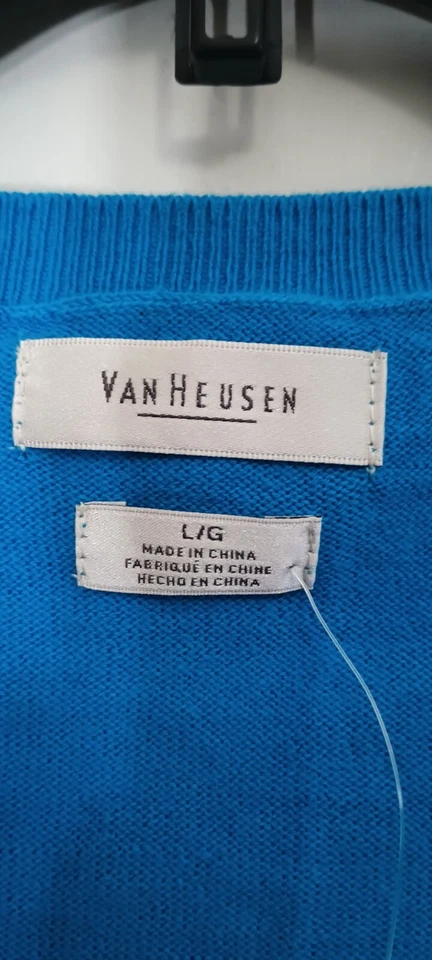 VAN HEUSEN
L/G
MADE IN CHINA
FABRIQUÉ EN CHINE
HECHO EN CHINA